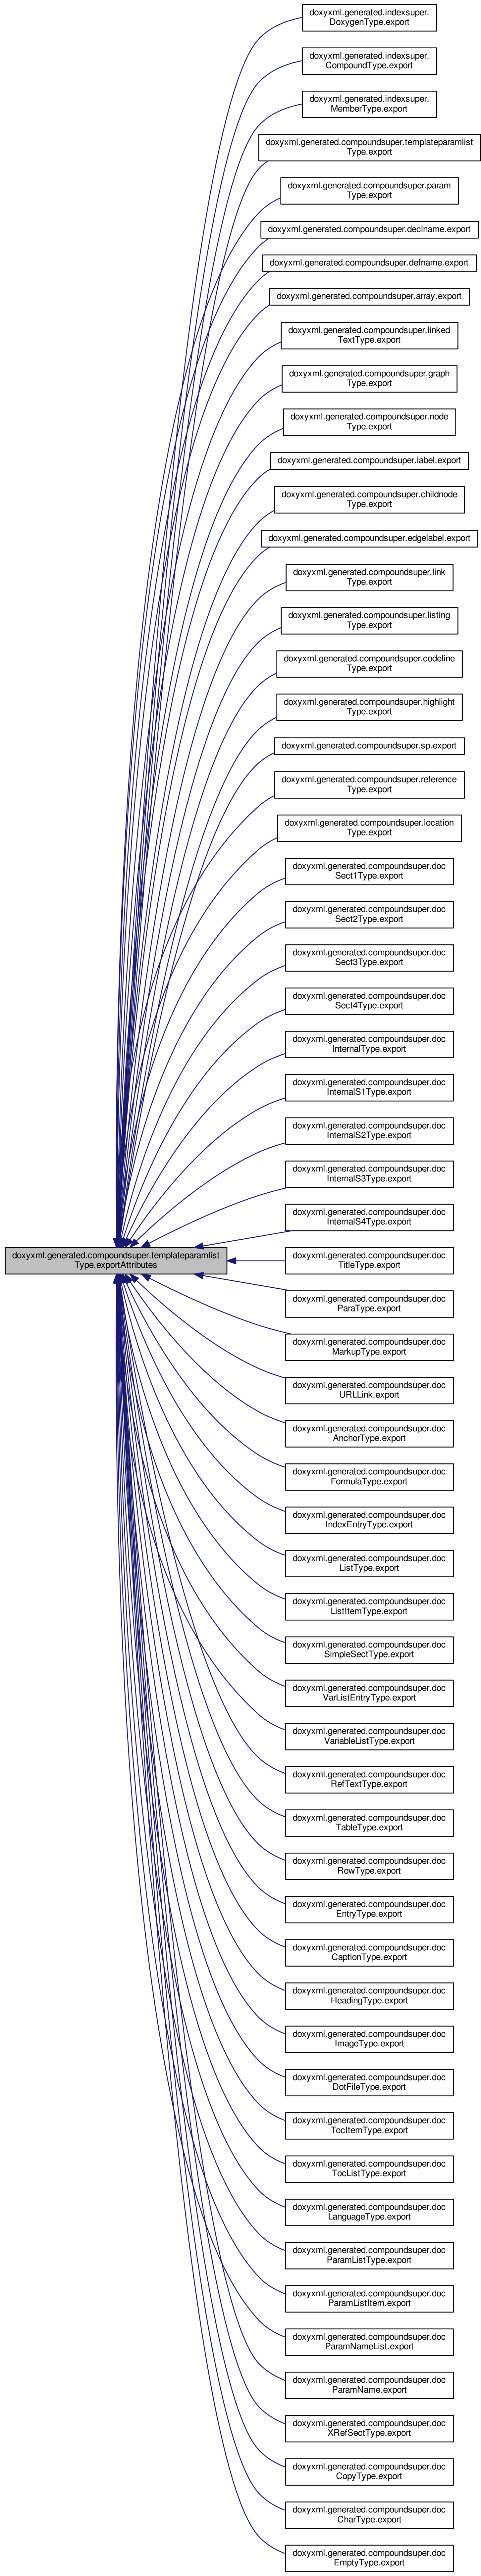 doxyxml.generated.indexsuper.
DoxygenType.export
doxyxml.generated.indexsuper.
CompoundType.export
doxyxml.generated.indexsuper.
MemberType.export
doxyxml.generated.compoundsuper.templateparamlist
Type.export
doxyxml.generated.compoundsuper.param
Type.export
doxyxml.generated.compoundsuper.declname.export
doxyxml.generated.compoundsuper.defname.export
doxyxml.generated.compoundsuper.array.export
doxyxml.generated.compoundsuper.linked
TextType.export
doxyxml.generated.compoundsuper.graph
Type.export
doxyxml.generated.compoundsuper.node
Type.export
doxyxml.generated.compoundsuper.label.export
doxyxml.generated.compoundsuper.childnode
Type.export
doxyxml.generated.compoundsuper.edgelabel.export
doxyxml.generated.compoundsuper.link
Type.export
doxyxml.generated.compoundsuper.listing
Type.export
doxyxml.generated.compoundsuper.codeline
Type.export
doxyxml.generated.compoundsuper.highlight
Type.export
doxyxml.generated.compoundsuper.sp.export
doxyxml.generated.compoundsuper.reference
Type.export
doxyxml.generated.compoundsuper.location
Type.export
doxyxml.generated.compoundsuper.doc
Sect1Type.export
doxyxml.generated.compoundsuper.doc
Sect2Type.export
doxyxml.generated.compoundsuper.doc
Sect3Type.export
doxyxml.generated.compoundsuper.doc
Sect4Type.export
doxyxml.generated.compoundsuper.doc
InternalType.export
doxyxml.generated.compoundsuper.doc
InternalS1Type.export
doxyxml.generated.compoundsuper.doc
InternalS2Type.export
doxyxml.generated.compoundsuper.doc
InternalS3Type.export
doxyxml.generated.compoundsuper.doc
InternalS4Type.export
doxyxml.generated.compoundsuper.templateparamlist
Type.exportAttributes
doxyxml.generated.compoundsuper.doc
TitleType.export
doxyxml.generated.compoundsuper.doc
ParaType.export
doxyxml.generated.compoundsuper.doc
MarkupType.export
doxyxml.generated.compoundsuper.doc
URLLink.export
doxyxml.generated.compoundsuper.doc
AnchorType.export
doxyxml.generated.compoundsuper.doc
FormulaType.export
doxyxml.generated.compoundsuper.doc
IndexEntryType.export
doxyxml.generated.compoundsuper.doc
ListType.export
doxyxml.generated.compoundsuper.doc
ListItemType.export
doxyxml.generated.compoundsuper.doc
SimpleSectType.export
doxyxml.generated.compoundsuper.doc
VarListEntryType.export
doxyxml.generated.compoundsuper.doc
VariableListType.export
doxyxml.generated.compoundsuper.doc
RefTextType.export
doxyxml.generated.compoundsuper.doc
TableType.export
doxyxml.generated.compoundsuper.doc
RowType.export
doxyxml.generated.compoundsuper.doc
EntryType.export
doxyxml.generated.compoundsuper.doc
CaptionType.export
doxyxml.generated.compoundsuper.doc
HeadingType.export
doxyxml.generated.compoundsuper.doc
ImageType.export
doxyxml.generated.compoundsuper.doc
DotFileType.export
doxyxml.generated.compoundsuper.doc
TocItemType.export
doxyxml.generated.compoundsuper.doc
TocListType.export
doxyxml.generated.compoundsuper.doc
LanguageType.export
doxyxml.generated.compoundsuper.doc
ParamListType.export
doxyxml.generated.compoundsuper.doc
ParamListItem.export
doxyxml.generated.compoundsuper.doc
ParamNameList.export
doxyxml.generated.compoundsuper.doc
ParamName.export
doxyxml.generated.compoundsuper.doc
XRefSectType.export
doxyxml.generated.compoundsuper.doc
CopyType.export
doxyxml.generated.compoundsuper.doc
CharType.export
doxyxml.generated.compoundsuper.doc
EmptyType.export